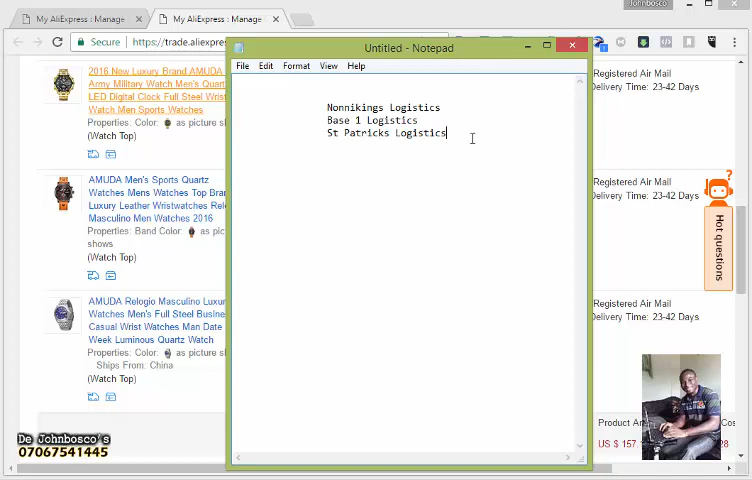 Johnbosco
My AliExpress : Manage
My AliExpress : Manage
Secure
https://trade.aliexpres
Untitled - Notepad
File Edit Format View Help
Nonnikings Logistics
Base 1 Logistics
St Patricks Logistics
2016 New Luxury Brand AMUDA
Army Military Watch Men's Quart
LED Digital Clock Full Steel Wris
Watch Men Sports Watches
Properties: Color: as picture sh
(Watch Top)
AMUDA Men's Sports Quartz
Watches Mens Watches Top Bra
Luxury Leather Wristwatches Relo
Masculino Men Watches 2016
Properties: Band Color: as pic
shows
(Watch Top)
AMUDA Relogio Masculino Luxur
Watches Men's Full Steel Busine
Casual Wrist Watches Man Date
Week Luminous Quartz Watch
Properties: Color: as picture sh
Ships From: China
(Watch Top)
Registered Air Mail
Delivery Time: 23-42 Days
Registered Air Mail
Delivery Time: 23-42 Days
Registered Air Mail
Delivery Time: 23-42 Days
Hot questions
Product Am
US $ 157.
28
De Johnbosco's
07067541445